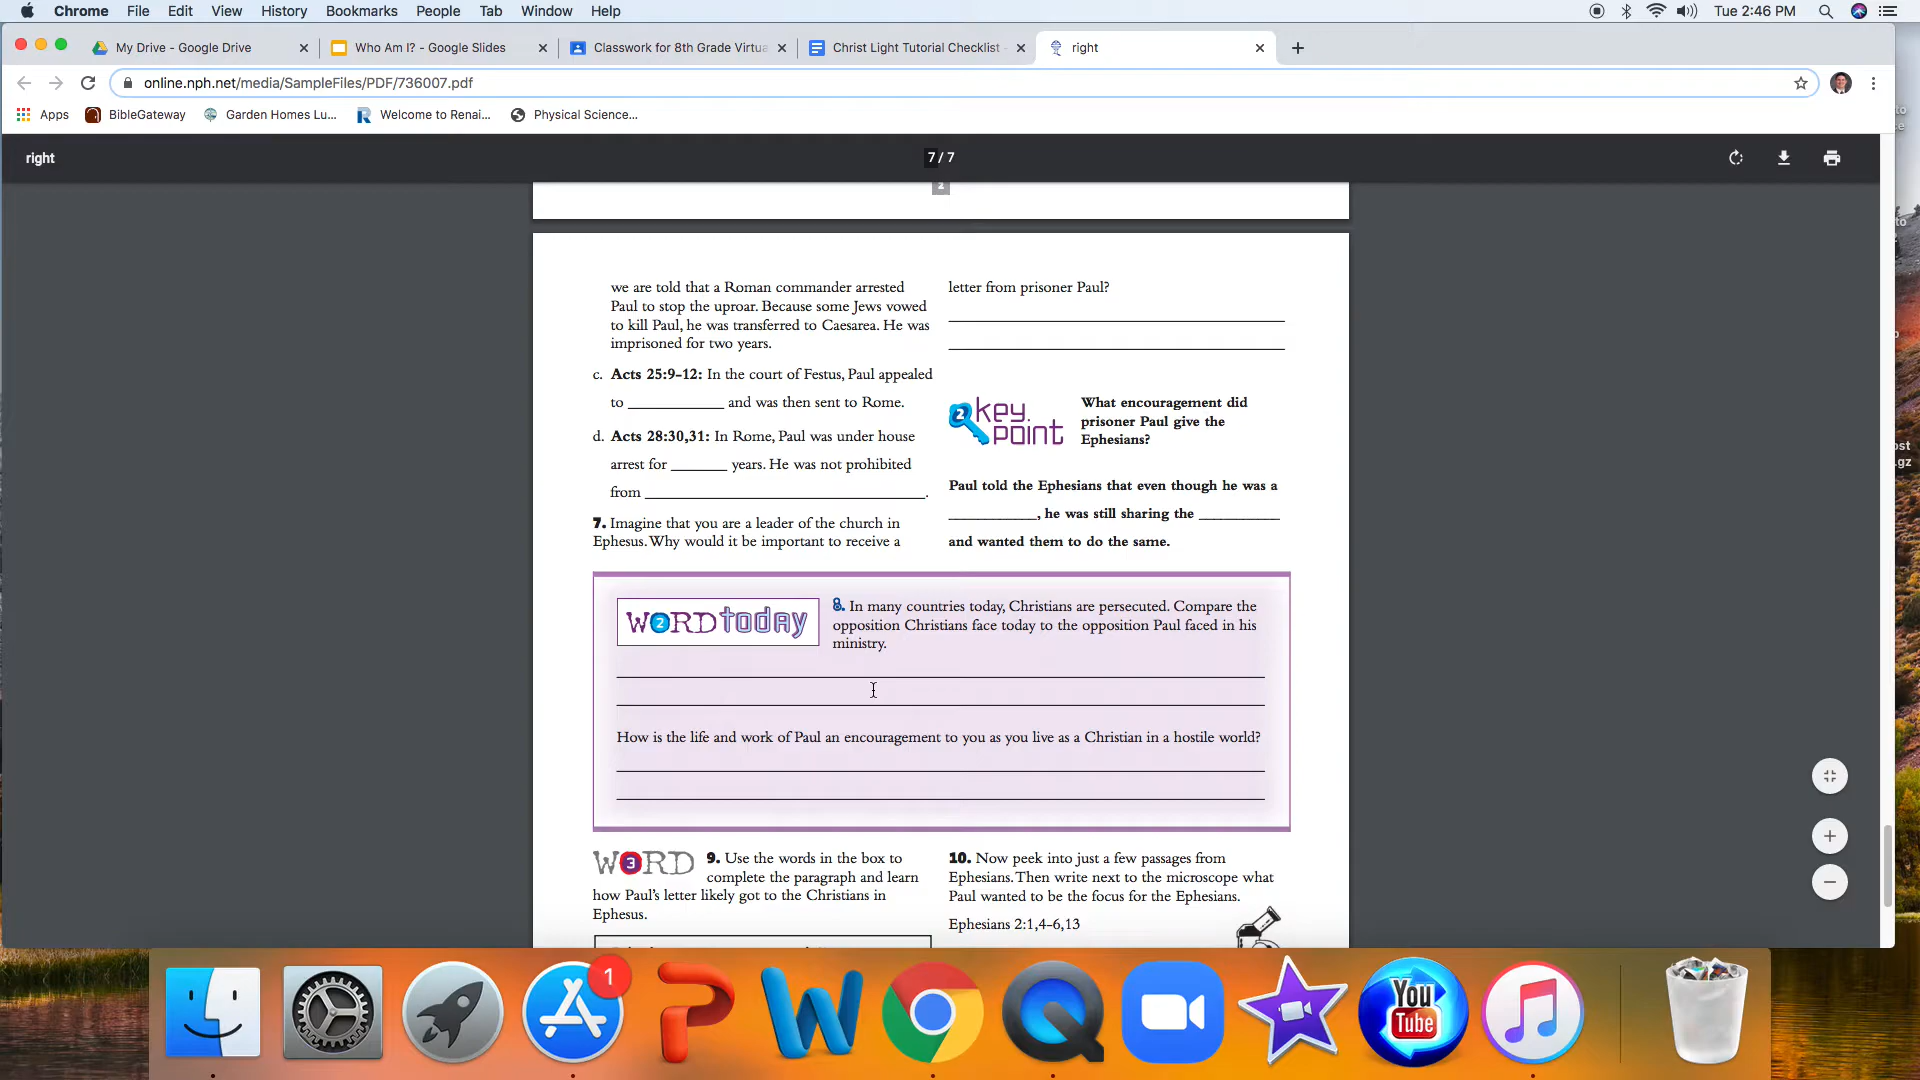 Chrome File Edit View History Bookmarks People Tab Window Help Tue 2:46 PM
My Drive - Google Drive Who Am I? - Google Slides Classwork for 8th Grade Virtua Christ Light Tutorial Checklist - right
online.nph.net/media/SampleFiles/PDF/736007.pdf
Apps BibleGateway Garden Homes Lu... Welcome to Renai... Physical Science...
right 7 / 7
2
we are told that a Roman commander arrested
Paul to stop the uproar. Because some Jews vowed
to kill Paul, he was transferred to Caesarea. He was
imprisoned for two years.
c. Acts 25:9–12: In the court of Festus, Paul appealed
to ____________ and was then sent to Rome.
d. Acts 28:30,31: In Rome, Paul was under house
arrest for _______ years. He was not prohibited
from ___________________________________.
7. Imagine that you are a leader of the church in
Ephesus. Why would it be important to receive a
letter from prisoner Paul?
2 key point
What encouragement did
prisoner Paul give the
Ephesians?
Paul told the Ephesians that even though he was a
___________, he was still sharing the __________
and wanted them to do the same.
WORD 2 today
8. In many countries today, Christians are persecuted. Compare the
opposition Christians face today to the opposition Paul faced in his
ministry.
How is the life and work of Paul an encouragement to you as you live as a Christian in a hostile world?
WORD 3
9. Use the words in the box to
complete the paragraph and learn
how Paul's letter likely got to the Christians in
Ephesus.
10. Now peek into just a few passages from
Ephesians. Then write next to the microscope what
Paul wanted to be the focus for the Ephesians.
Ephesians 2:1,4–6,13
1
You
Tube